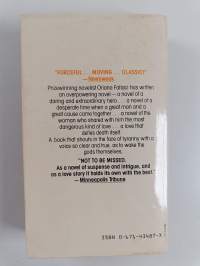 "FORCEFUL . . . MOVING . . . CLASSIC!"
—Newsweek
Prizewinning novelist Oriana Fallaci has written
an overpowering novel — a novel of a
daring and extraordinary hero. . . a novel of a
desperate time when a great man and a
great cause came together. . . a novel of the
woman who shared with him the most
dangerous kind of love . . . a love that
defies death itself.
A book that shouts in the face of tyranny with a
voice so clear and true, as to wake the
gods themselves.
"NOT TO BE MISSED.
As a novel of suspense and intrigue, and
as a love story it holds its own with the best."
— Minneapolis Tribune
ISBN 0-671-43487-X